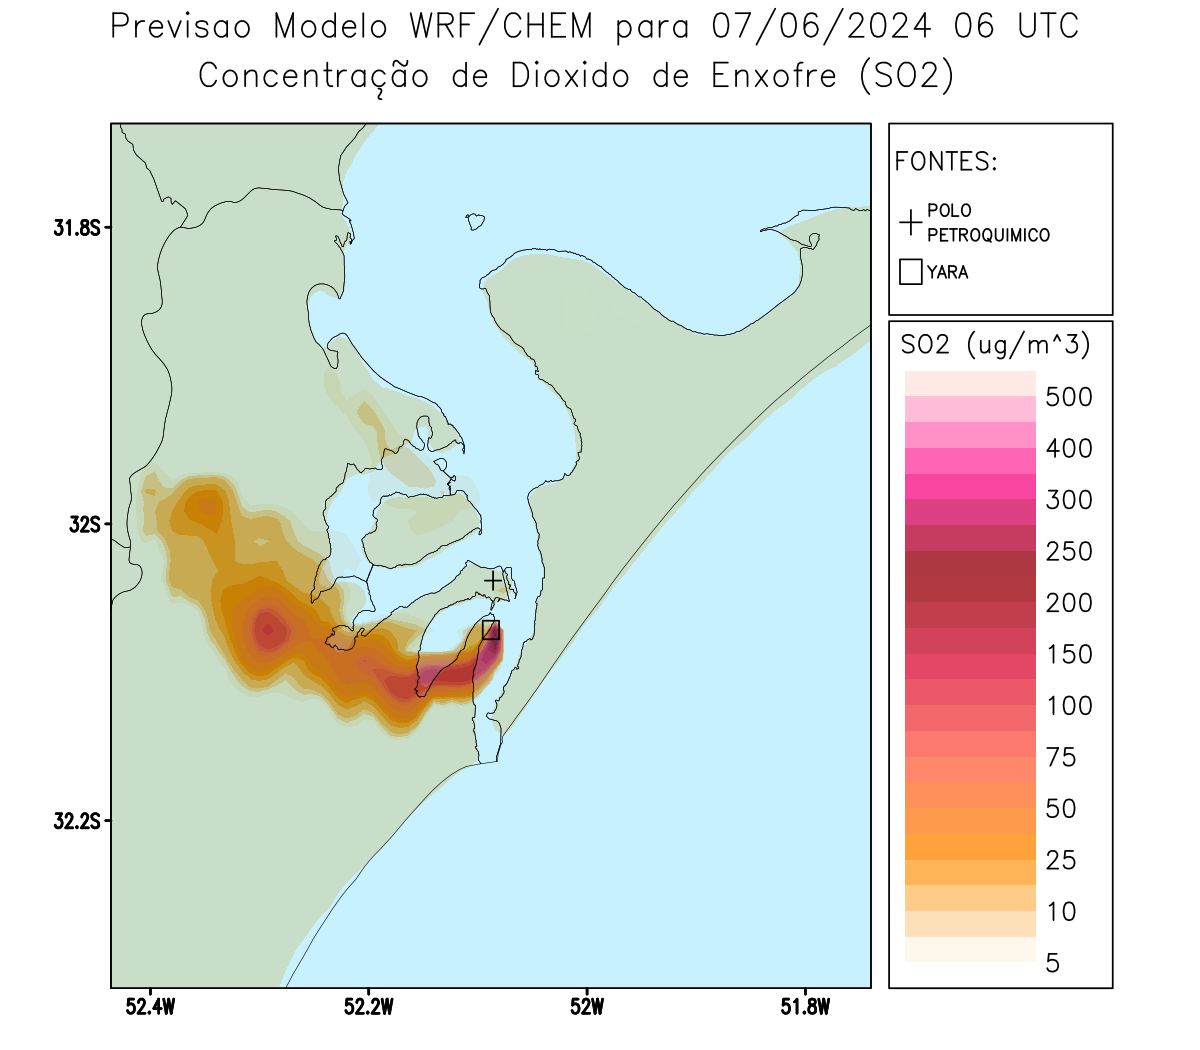 Previsao Modelo WRF/CHEM para 07/06/2024 06 UTC
Concentração de Dioxido de Enxofre (SO2)
FONTES:
POLO
PETROQUIMICO
YARA
SO2 (ug/m^3)
500
400
300
250
200
150
100
75
50
25
10
5
31.8S
32S
32.2S
52.4W
52.2W
52W
51.8W